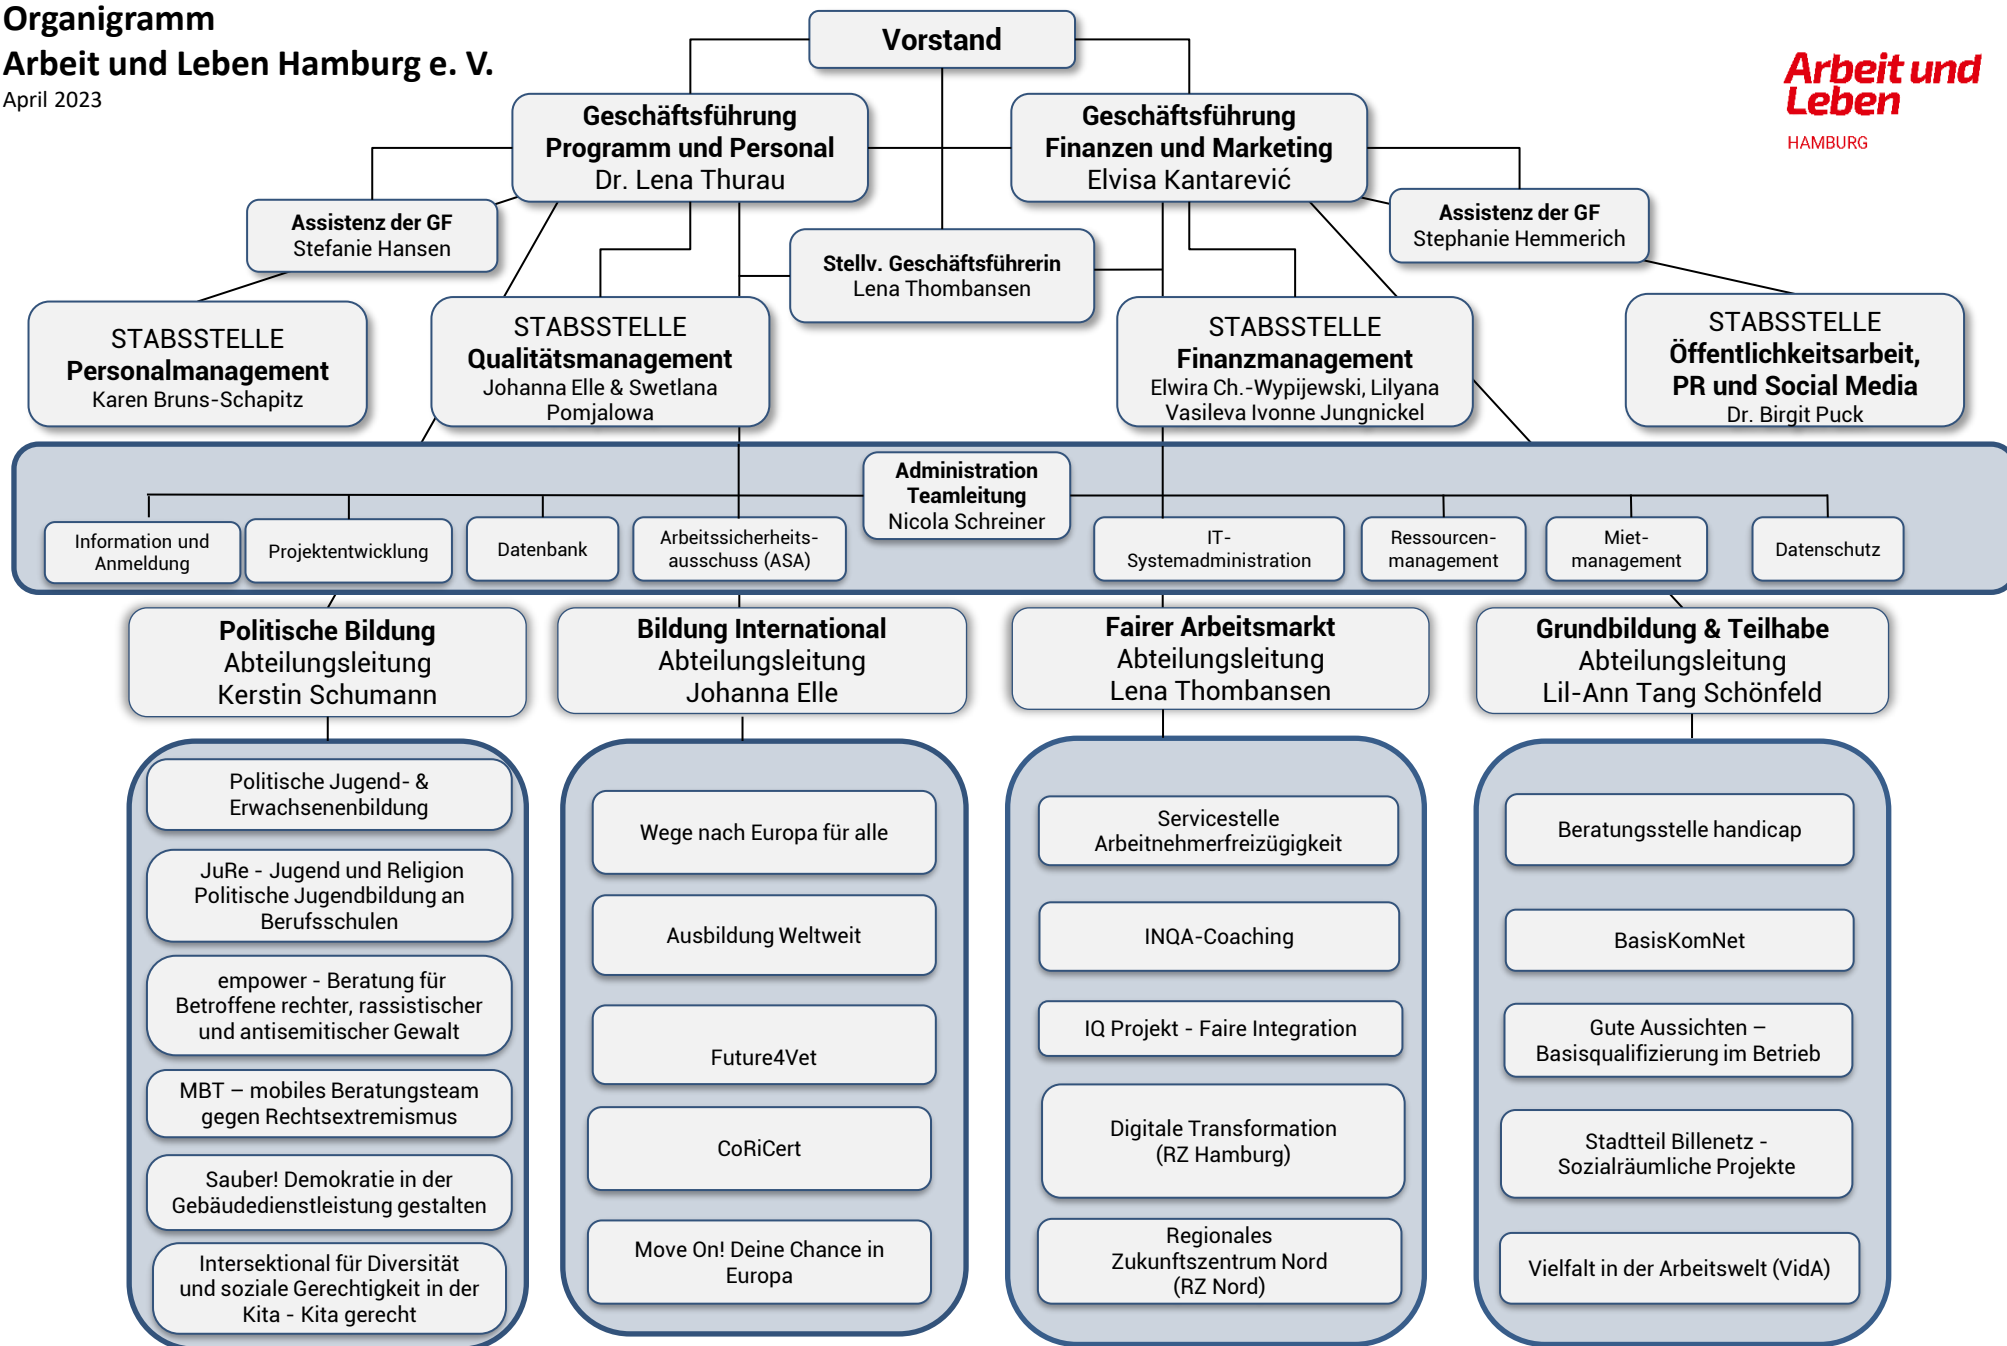 Organigramm
Arbeit und Leben Hamburg e. V.
April 2023
Arbeit und
Leben
HAMBURG
Vorstand
Geschäftsführung
Programm und Personal
Dr. Lena Thurau
Geschäftsführung
Finanzen und Marketing
Elvisa Kantarević
Assistenz der GF
Stefanie Hansen
Stellv. Geschäftsführerin
Lena Thombansen
Assistenz der GF
Stephanie Hemmerich
STABSSTELLE
Personalmanagement
Karen Bruns-Schapitz
STABSSTELLE
Qualitätsmanagement
Johanna Elle & Swetlana
Pomjalowa
STABSSTELLE
Finanzmanagement
Elwira Ch.-Wypijewski, Lilyana
Vasileva Ivonne Jungnickel
STABSSTELLE
Öffentlichkeitsarbeit,
PR und Social Media
Dr. Birgit Puck
Administration
Teamleitung
Nicola Schreiner
Information und
Anmeldung
Projektentwicklung
Datenbank
Arbeitssicherheits-
ausschuss (ASA)
IT-
Systemadministration
Ressourcen-
management
Miet-
management
Datenschutz
Politische Bildung
Abteilungsleitung
Kerstin Schumann
Bildung International
Abteilungsleitung
Johanna Elle
Fairer Arbeitsmarkt
Abteilungsleitung
Lena Thombansen
Grundbildung & Teilhabe
Abteilungsleitung
Lil-Ann Tang Schönfeld
Politische Jugend- &
Erwachsenenbildung
JuRe - Jugend und Religion
Politische Jugendbildung an
Berufsschulen
empower - Beratung für
Betroffene rechter, rassistischer
und antisemitischer Gewalt
MBT – mobiles Beratungsteam
gegen Rechtsextremismus
Sauber! Demokratie in der
Gebäudedienstleistung gestalten
Intersektional für Diversität
und soziale Gerechtigkeit in der
Kita - Kita gerecht
Wege nach Europa für alle
Ausbildung Weltweit
Future4Vet
CoRiCert
Move On! Deine Chance in
Europa
Servicestelle
Arbeitnehmerfreizügigkeit
INQA-Coaching
IQ Projekt - Faire Integration
Digitale Transformation
(RZ Hamburg)
Regionales
Zukunftszentrum Nord
(RZ Nord)
Beratungsstelle handicap
BasisKomNet
Gute Aussichten –
Basisqualifizierung im Betrieb
Stadtteil Billenetz -
Sozialräumliche Projekte
Vielfalt in der Arbeitswelt (VidA)